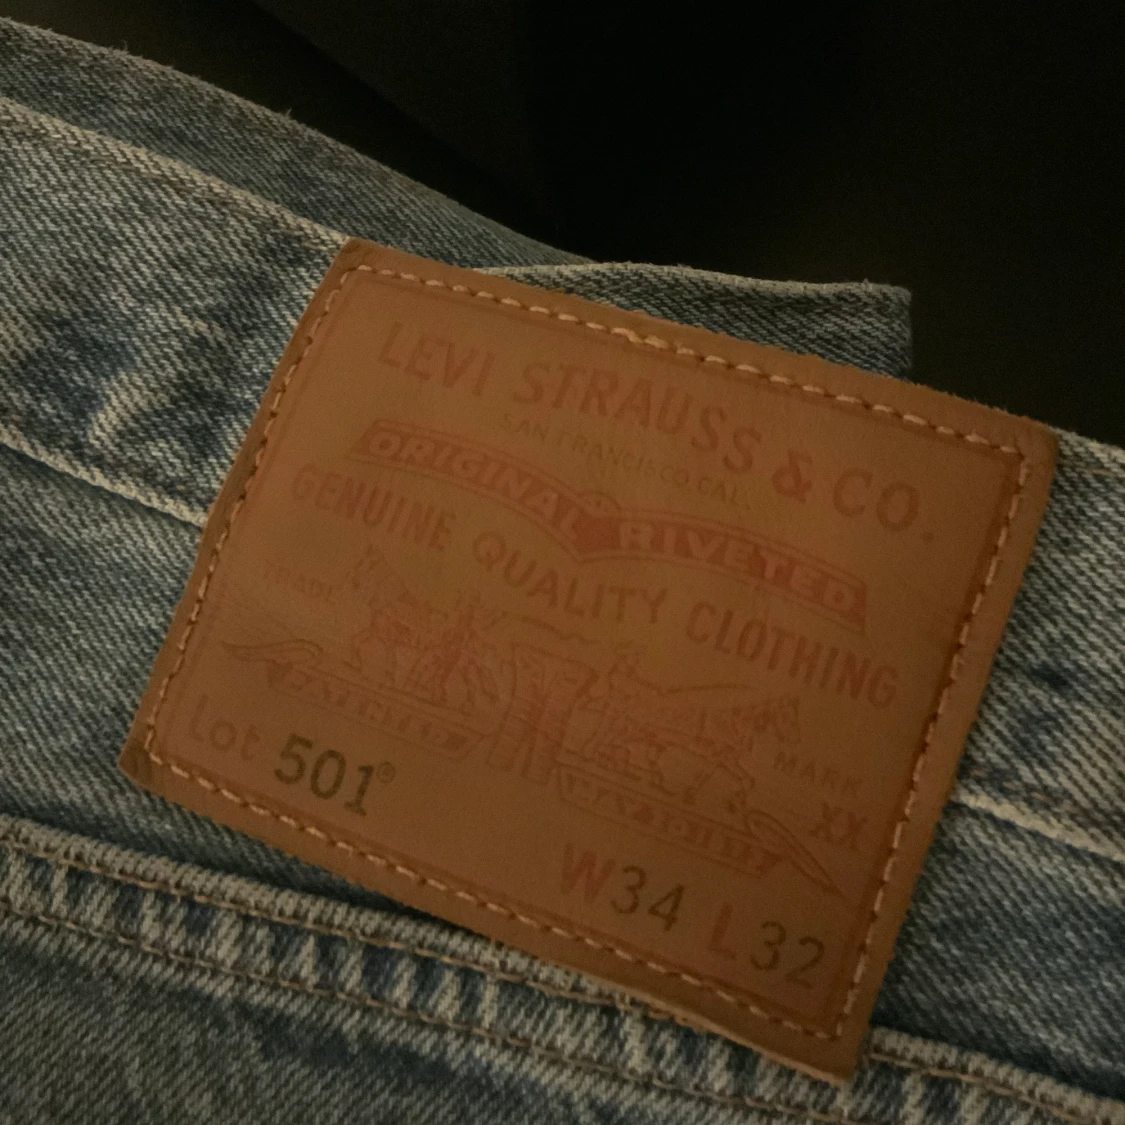 LEVI STRAUSS & CO.
SAN FRANCISCO CAL
ORIGINAL RIVETED
GENUINE QUALITY CLOTHING
TRADE
MARK
XX
Lot 501®
W34 L32